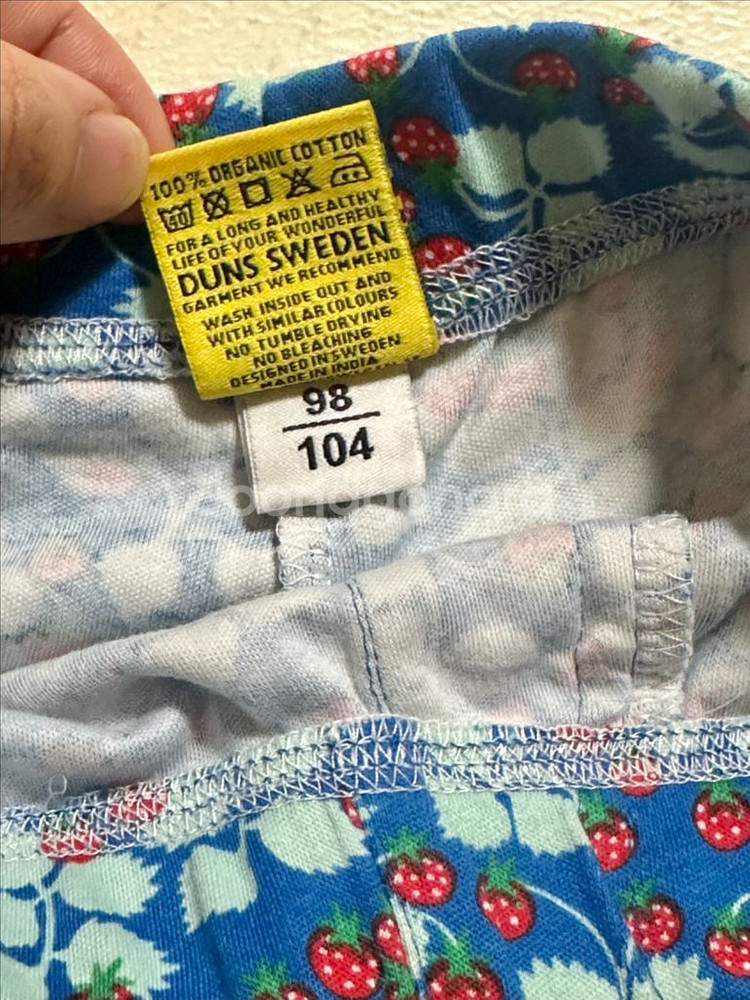 100% ORGANIC COTTON
40
FOR A LONG AND HEALTHY
LIFE OF YOUR WONDERFUL
DUNS SWEDEN
GARMENT WE RECOMMEND
WASH INSIDE OUT AND
WITH SIMILAR COLOURS
NO TUMBLE DRYING
NO BLEACHING
DESIGNED IN SWEDEN
MADE IN INDIA
98
104